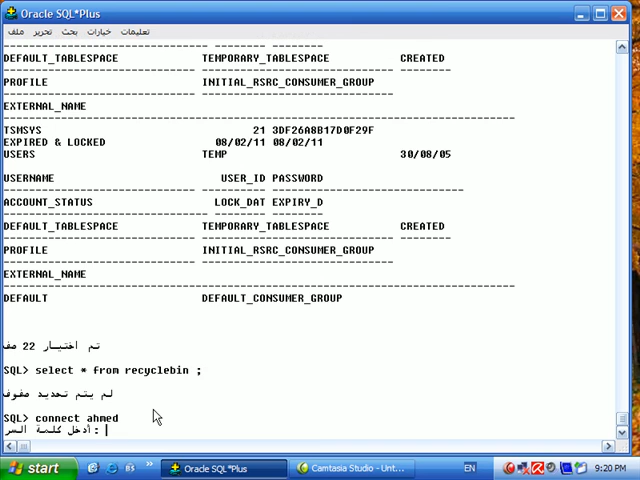 Oracle SQL*Plus
ملف تحرير بحث خيارات تعليمات
DEFAULT_TABLESPACE TEMPORARY_TABLESPACE CREATED
PROFILE INITIAL_RSRC_CONSUMER_GROUP
EXTERNAL_NAME
TSMSYS 21 3DF26A8B17D0F29F
EXPIRED & LOCKED 08/02/11 08/02/11
USERS TEMP 30/08/05
USERNAME USER_ID PASSWORD
ACCOUNT_STATUS LOCK_DAT EXPIRY_D
DEFAULT_TABLESPACE TEMPORARY_TABLESPACE CREATED
PROFILE INITIAL_RSRC_CONSUMER_GROUP
EXTERNAL_NAME
DEFAULT DEFAULT_CONSUMER_GROUP
تم اختيار 22 صف
SQL> select * from recyclebin ;
لم يتم تحديد صفوف
SQL> connect ahmed
أدخل كلمة السر :
start Oracle SQL*Plus Camtasia Studio - Unt... EN 9:20 PM